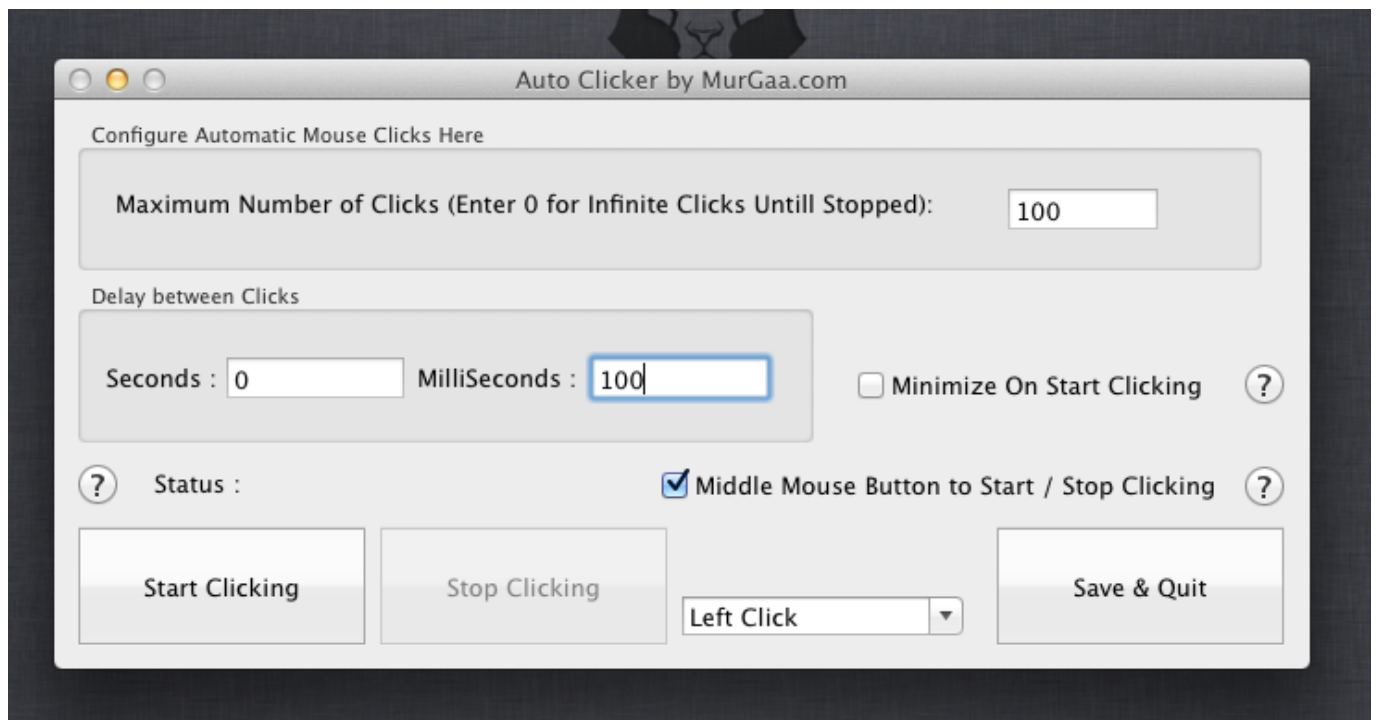 Auto Clicker by MurGaa.com
Configure Automatic Mouse Clicks Here
Maximum Number of Clicks (Enter 0 for Infinite Clicks Untill Stopped): 100
Delay between Clicks
Seconds : 0 MilliSeconds : 100 Minimize On Start Clicking ?
? Status : Middle Mouse Button to Start / Stop Clicking ?
Start Clicking Stop Clicking Left Click Save & Quit